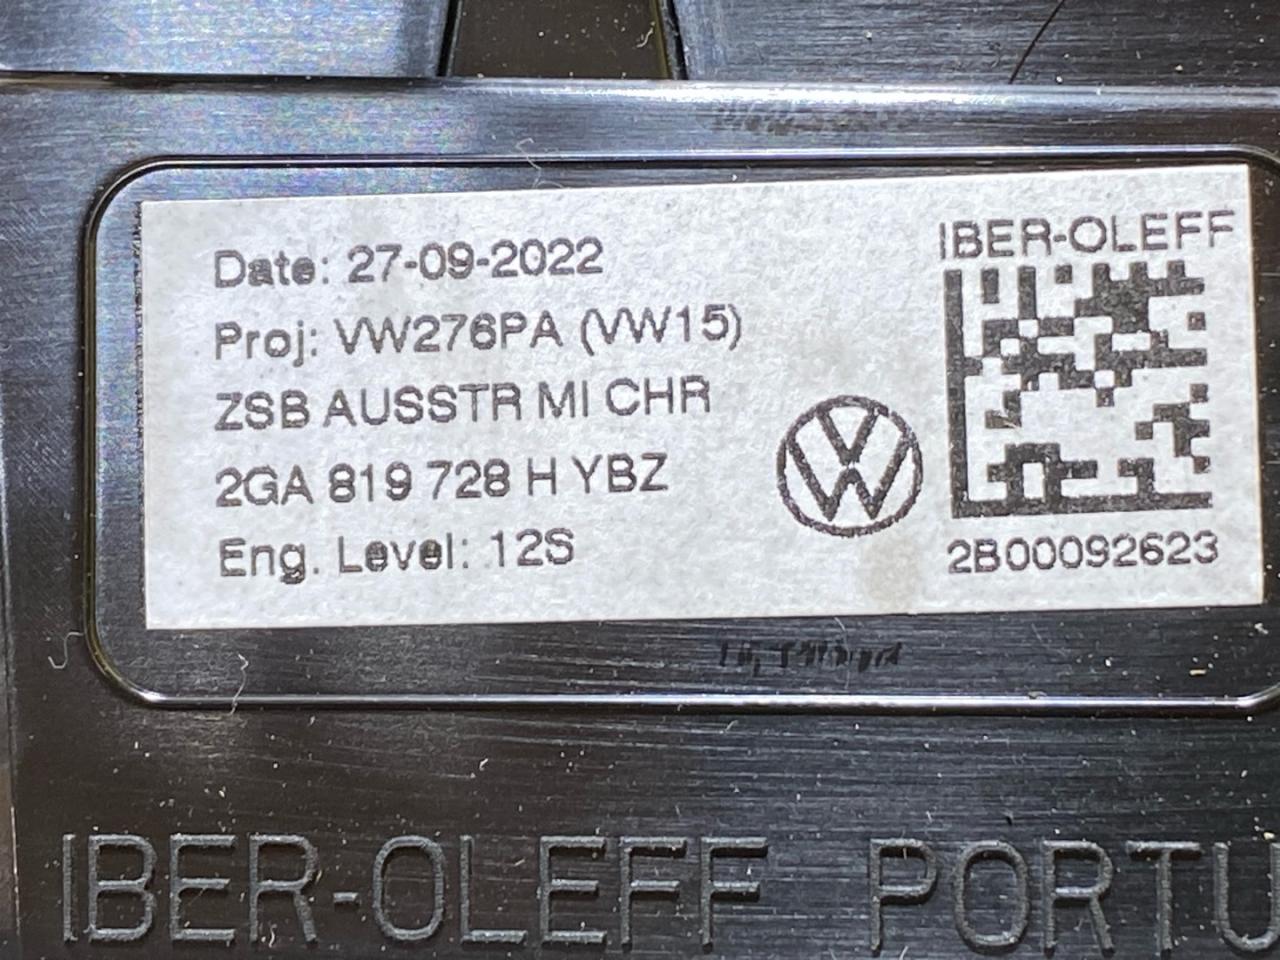 Date: 27-09-2022
Proj: VW276PA (VW15)
ZSB AUSSTR MI CHR
2GA 819 728 H YBZ
Eng. Level: 12S
IBER-OLEFF
2B00092623
IBER-OLEFF PORTU